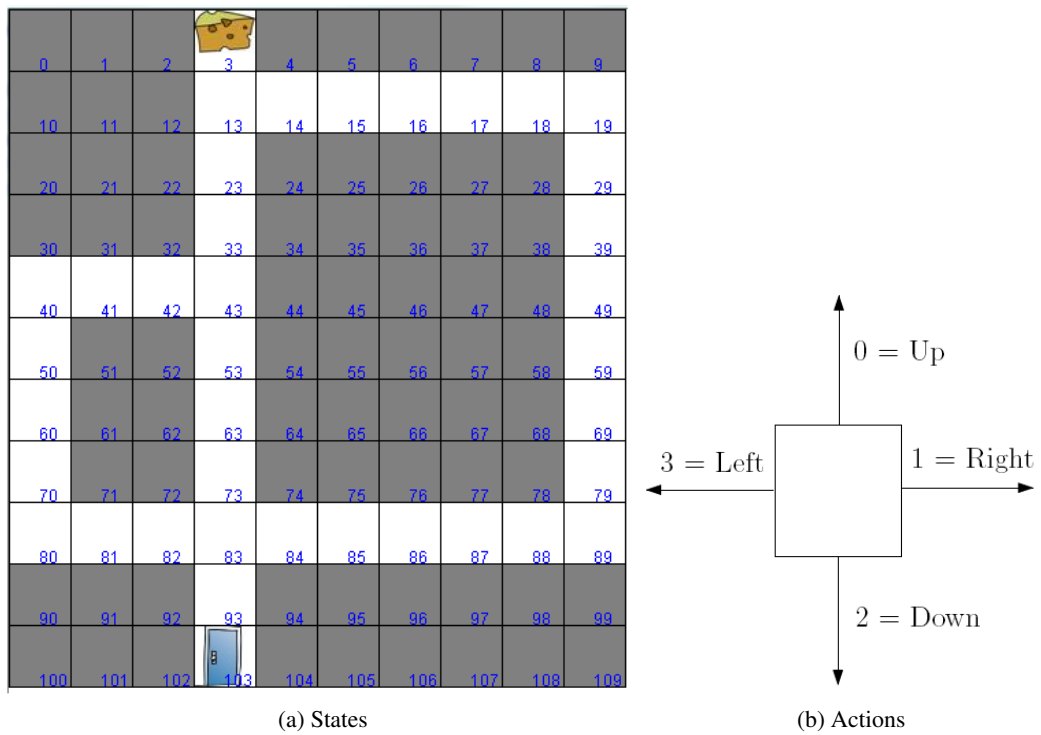 0 1 2 3 4 5 6 7 8 9
10 11 12 13 14 15 16 17 18 19
20 21 22 23 24 25 26 27 28 29
30 31 32 33 34 35 36 37 38 39
40 41 42 43 44 45 46 47 48 49
50 51 52 53 54 55 56 57 58 59
60 61 62 63 64 65 66 67 68 69
70 71 72 73 74 75 76 77 78 79
80 81 82 83 84 85 86 87 88 89
90 91 92 93 94 95 96 97 98 99
100 101 102 103 104 105 106 107 108 109
(a) States
0 = Up
3 = Left
1 = Right
2 = Down
(b) Actions